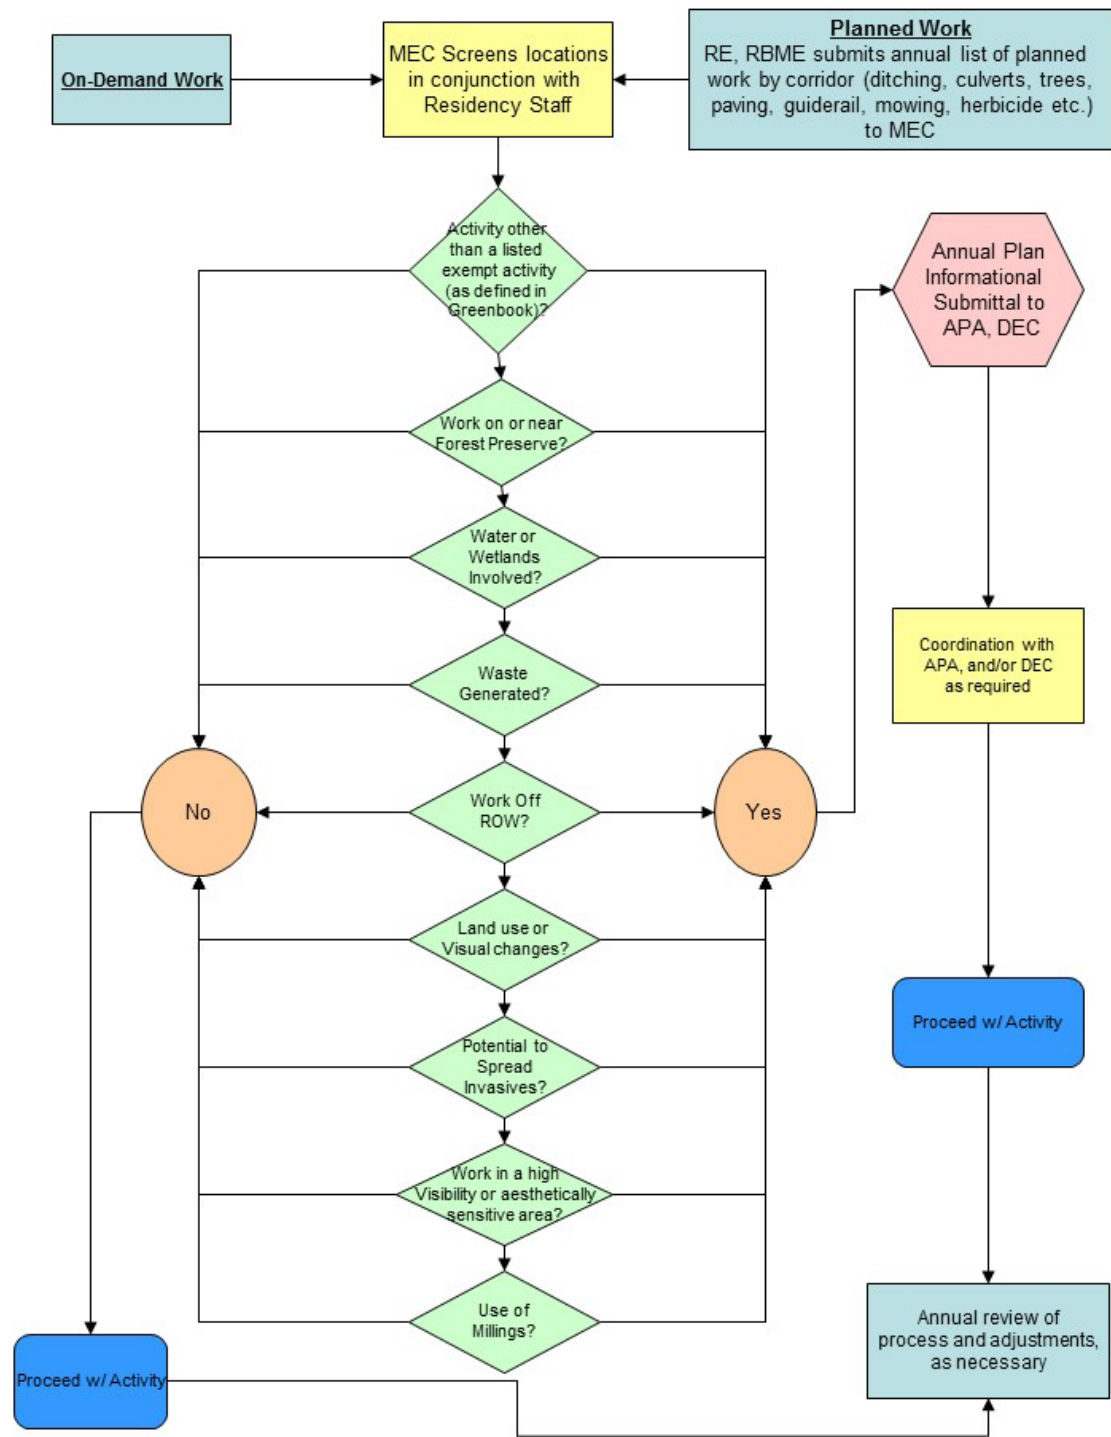 On-Demand Work
MEC Screens locations
in conjunction with
Residency Staff
Planned Work
RE, RBME submits annual list of planned
work by corridor (ditching, culverts, trees,
paving, guiderail, mowing, herbicide etc.)
to MEC
Activity other
than a listed
exempt activity
(as defined in
Greenbook)?
Annual Plan
Informational
Submittal to
APA, DEC
Work on or near
Forest Preserve?
Water or
Wetlands
Involved?
Waste
Generated?
Coordination with
APA, and/or DEC
as required
No
Work Off
ROW?
Yes
Land use or
Visual changes?
Potential to
Spread
Invasives?
Proceed w/ Activity
Work in a high
Visibility or aesthetically
sensitive area?
Use of
Millings?
Annual review of
process and adjustments,
as necessary
Proceed w/ Activity